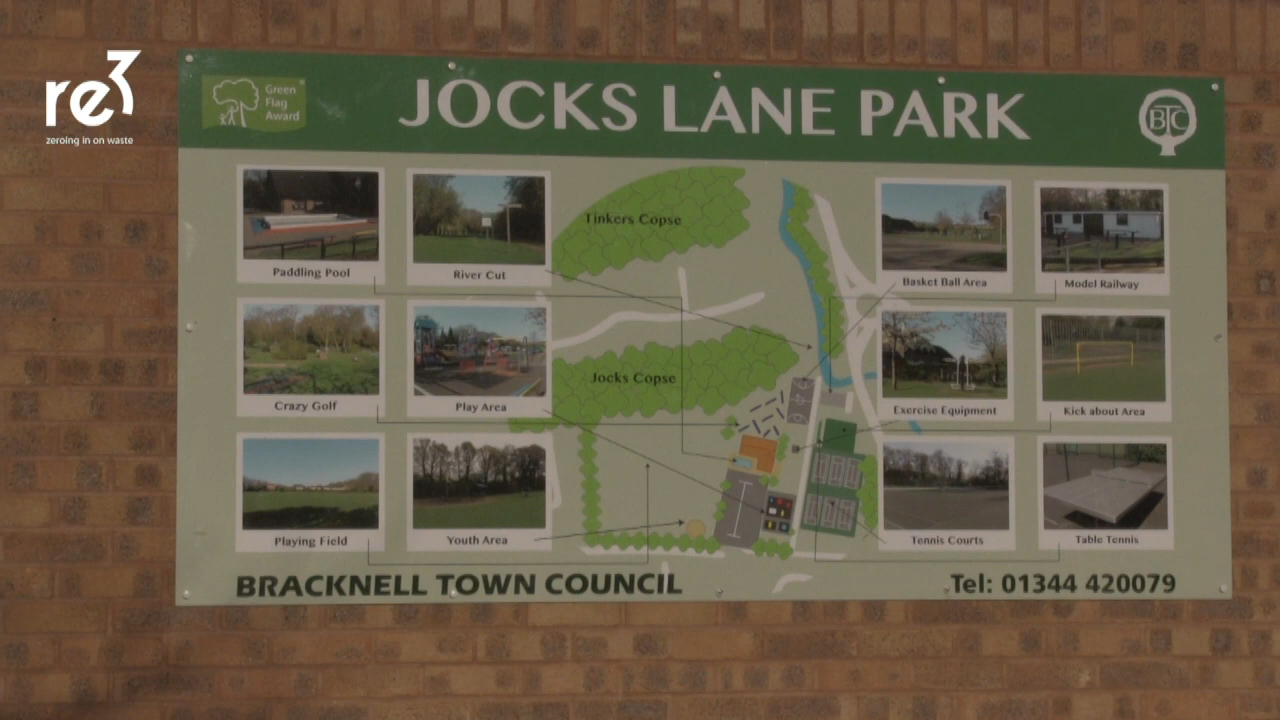 re3
zeroing in on waste
Green
Flag
Award
JOCKS LANE PARK
BTC
Paddling Pool
River Cut
Tinkers Copse
Basket Ball Area
Model Railway
Crazy Golf
Play Area
Jocks Copse
Exercise Equipment
Kick about Area
Playing Field
Youth Area
Tennis Courts
Table Tennis
BRACKNELL TOWN COUNCIL
Tel: 01344 420079